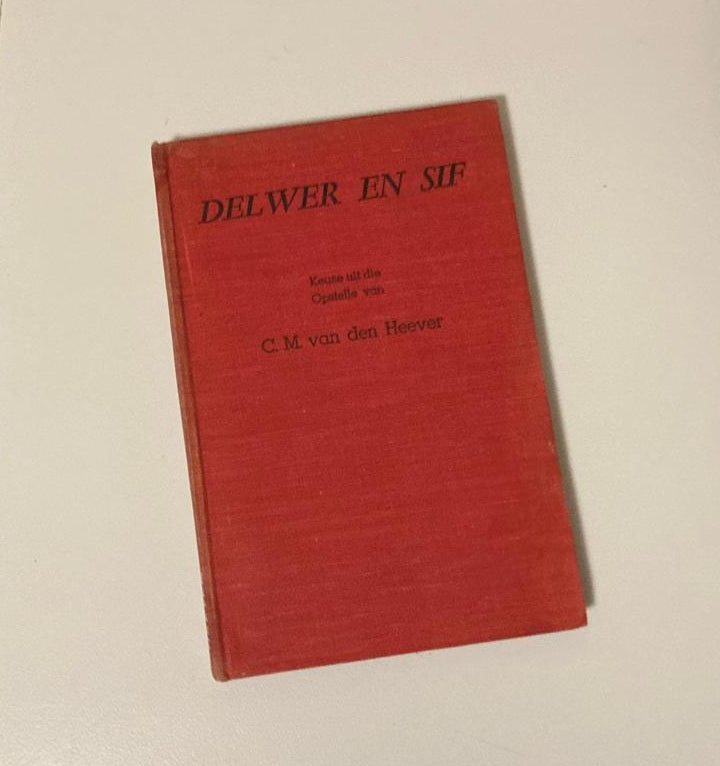 DELWER EN SIF
Keuse uit die
Opstelle van
C. M. van den Heever